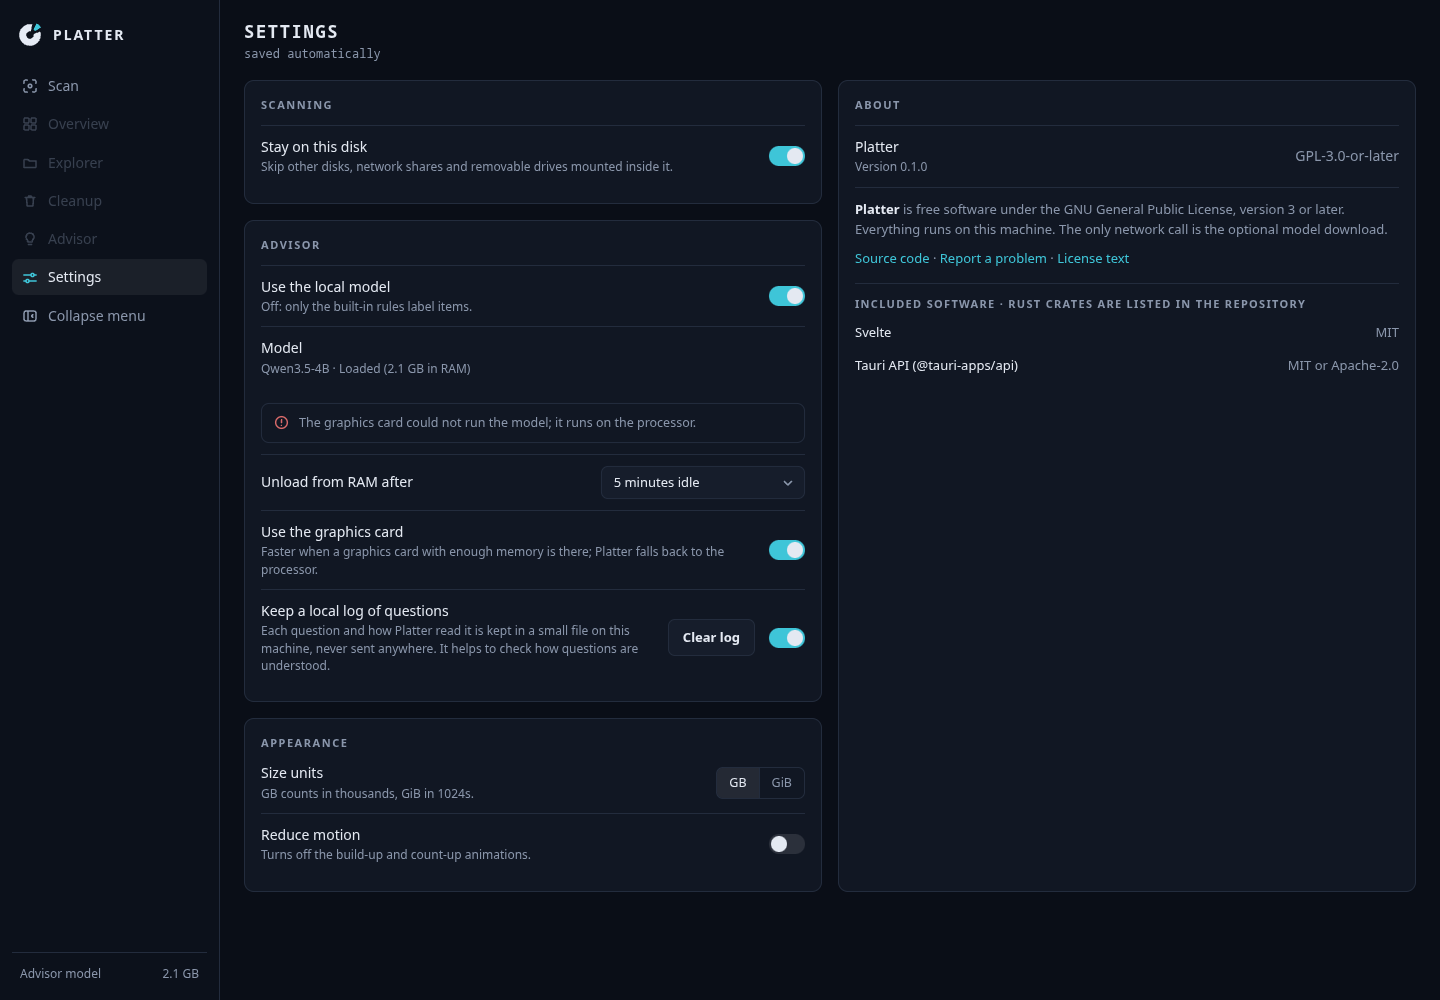 PLATTER
Scan
Overview
Explorer
Cleanup
Advisor
Settings
Collapse menu
Advisor model 2.1 GB
SETTINGS
saved automatically
SCANNING
Stay on this disk
Skip other disks, network shares and removable drives mounted inside it.
ADVISOR
Use the local model
Off: only the built-in rules label items.
Model
Qwen3.5-4B · Loaded (2.1 GB in RAM)
The graphics card could not run the model; it runs on the processor.
Unload from RAM after 5 minutes idle
Use the graphics card
Faster when a graphics card with enough memory is there; Platter falls back to the
processor.
Keep a local log of questions
Each question and how Platter read it is kept in a small file on this
machine, never sent anywhere. It helps to check how questions are
understood.
Clear log
APPEARANCE
Size units
GB counts in thousands, GiB in 1024s.
GB GiB
Reduce motion
Turns off the build-up and count-up animations.
ABOUT
Platter
Version 0.1.0
GPL-3.0-or-later
Platter is free software under the GNU General Public License, version 3 or later.
Everything runs on this machine. The only network call is the optional model download.
Source code · Report a problem · License text
INCLUDED SOFTWARE · RUST CRATES ARE LISTED IN THE REPOSITORY
Svelte MIT
Tauri API (@tauri-apps/api) MIT or Apache-2.0